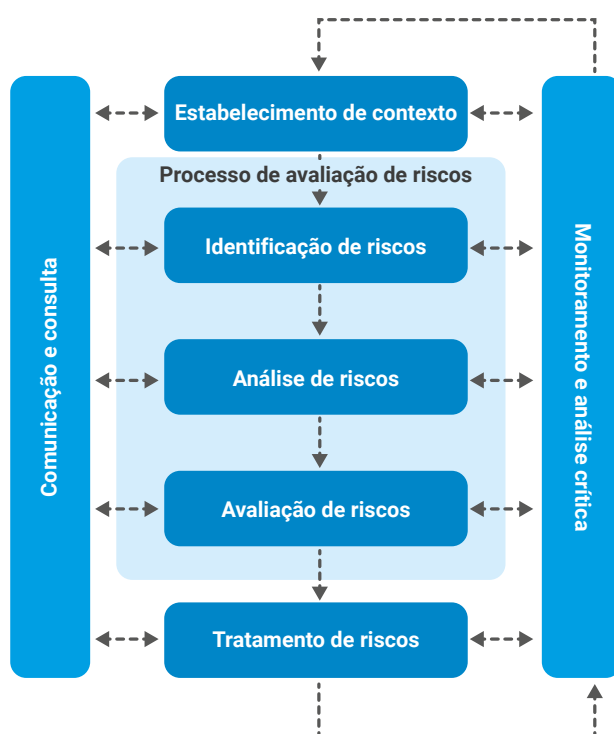 Estabelecimento de contexto
Processo de avaliação de riscos
Identificação de riscos
Análise de riscos
Avaliação de riscos
Tratamento de riscos
Comunicação e consulta
Monitoramento e análise crítica